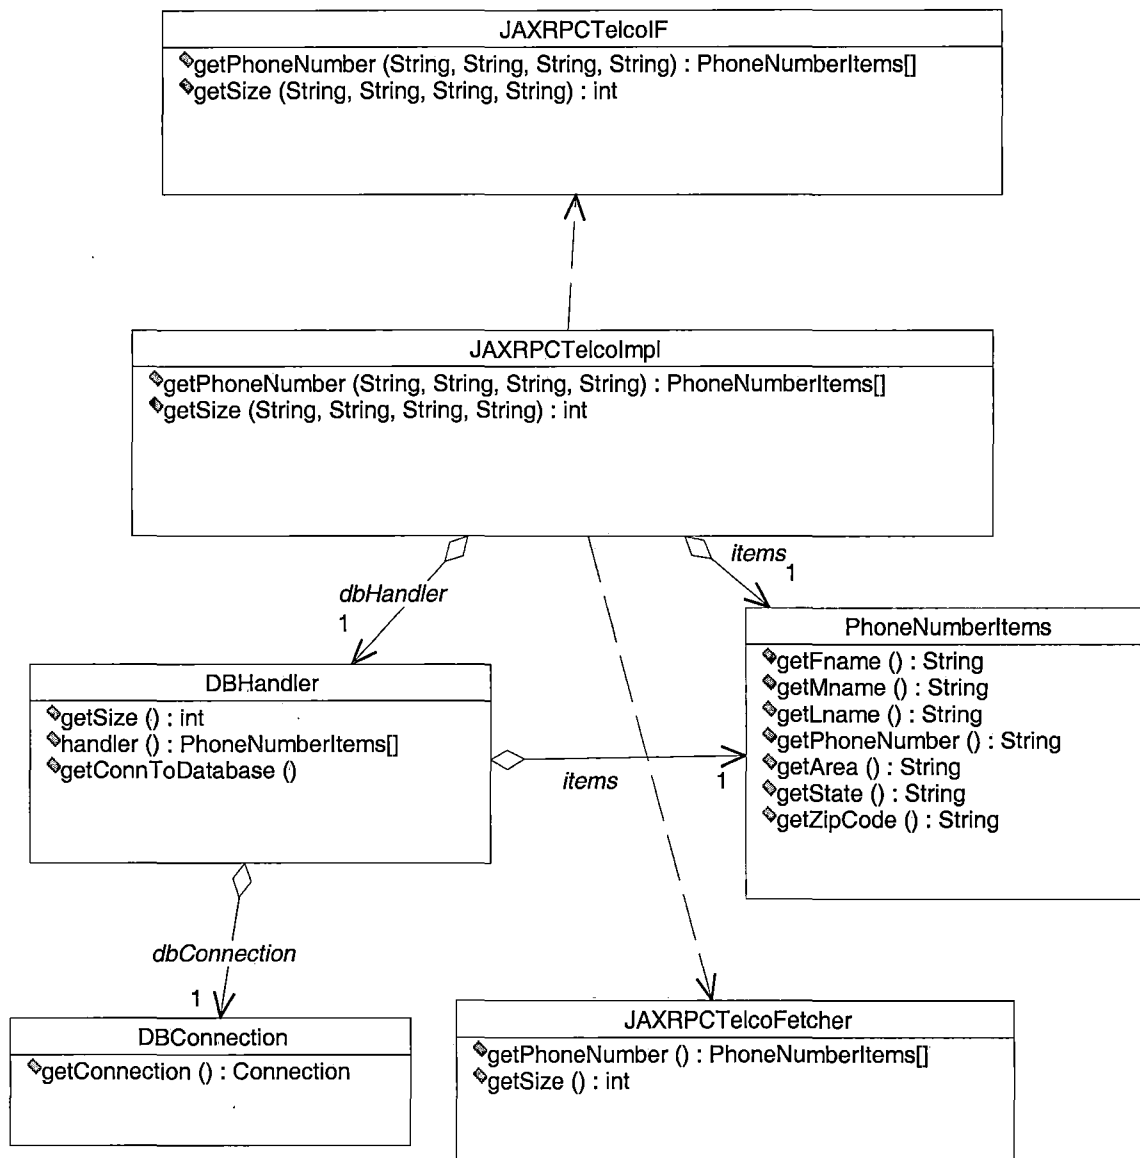 JAXRPCTelcoIF
getPhoneNumber (String, String, String, String) : PhoneNumberItems[]
getSize (String, String, String, String) : int
JAXRPCTelcoImpl
getPhoneNumber (String, String, String, String) : PhoneNumberItems[]
getSize (String, String, String, String) : int
items
1
dbHandler
1
PhoneNumberItems
getFname () : String
getMname () : String
getLname () : String
getPhoneNumber () : String
getArea () : String
getState () : String
getZipCode () : String
DBHandler
getSize () : int
handler () : PhoneNumberItems[]
getConnToDatabase ()
items
1
dbConnection
1
DBConnection
getConnection () : Connection
JAXRPCTelcoFetcher
getPhoneNumber () : PhoneNumberItems[]
getSize () : int